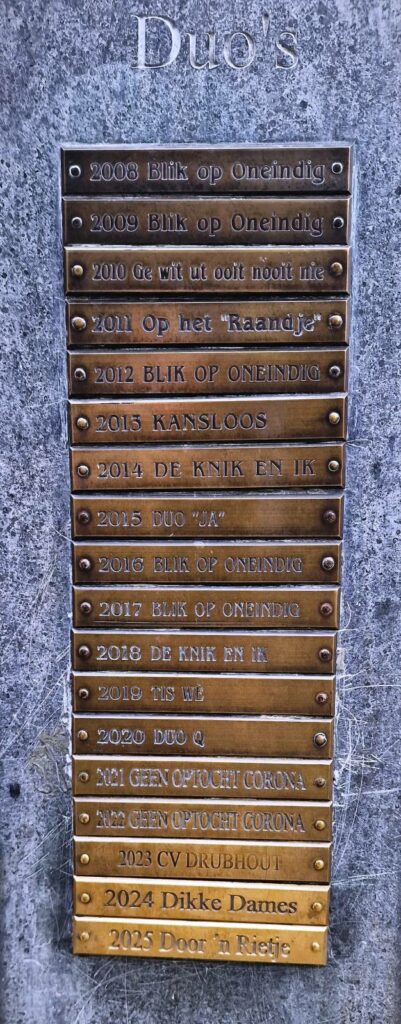 Duo's
2008 Blik op Oneindig
2009 Blik op Oneindig
2010 Ge wit ut ooit nooit nie
2011 Op het "Raandje"
2012 BLIK OP ONEINDIG
2013 KANSLOOS
2014 DE KNIK EN IK
2015 DUO "JA"
2016 BLIK OP ONEINDIG
2017 BLIK OP ONEINDIG
2018 DE KNIK EN IK
2019 TIS WÈ
2020 DUO Q
2021 GEEN OPTOCHT CORONA
2022 GEEN OPTOCHT CORONA
2023 CV DRUBHOUT
2024 Dikke Dames
2025 Door 'n Rietje